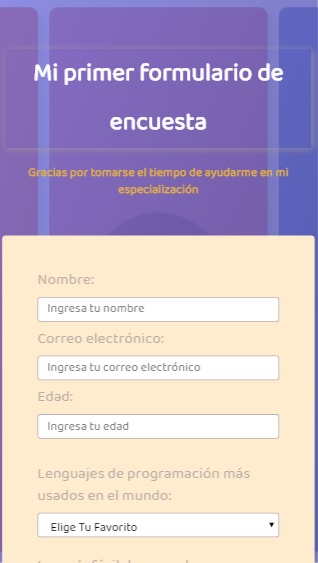 Mi primer formulario de
encuesta
Gracias por tomarse el tiempo de ayudarme en mi
especialización
Nombre:
Ingresa tu nombre
Correo electrónico:
Ingresa tu correo electrónico
Edad:
Ingresa tu edad
Lenguajes de programación más
usados en el mundo:
Elige Tu Favorito